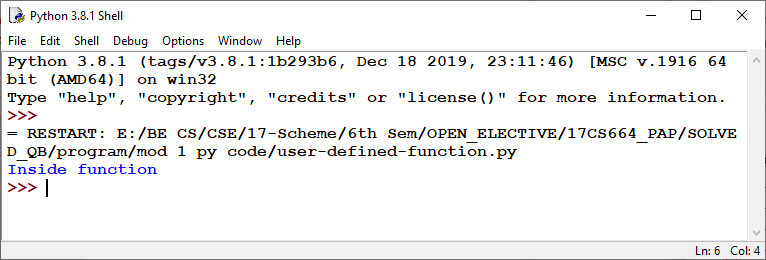 Python 3.8.1 Shell
File Edit Shell Debug Options Window Help
Python 3.8.1 (tags/v3.8.1:1b293b6, Dec 18 2019, 23:11:46) [MSC v.1916 64
bit (AMD64)] on win32
Type "help", "copyright", "credits" or "license()" for more information.
>>>
= RESTART: E:/BE CS/CSE/17-Scheme/6th Sem/OPEN_ELECTIVE/17CS664_PAP/SOLVE
D_QB/program/mod 1 py code/user-defined-function.py
Inside function
>>>
Ln: 6 Col: 4